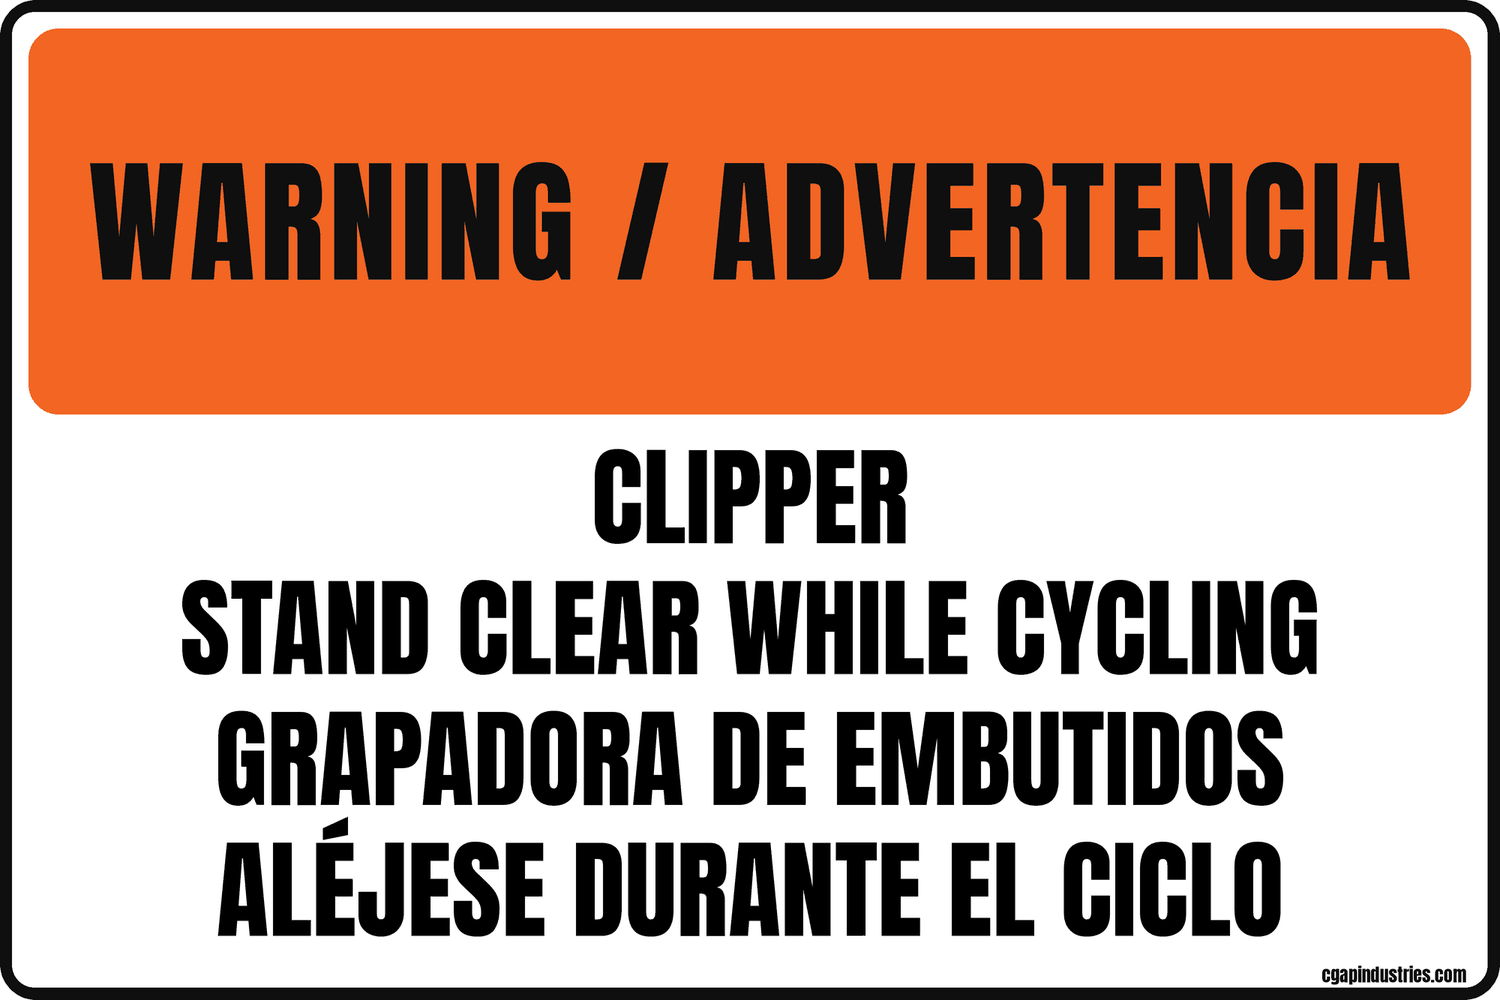 WARNING / ADVERTENCIA
CLIPPER
STAND CLEAR WHILE CYCLING
GRAPADORA DE EMBUTIDOS
ALÉJESE DURANTE EL CICLO
cgapindustries.com